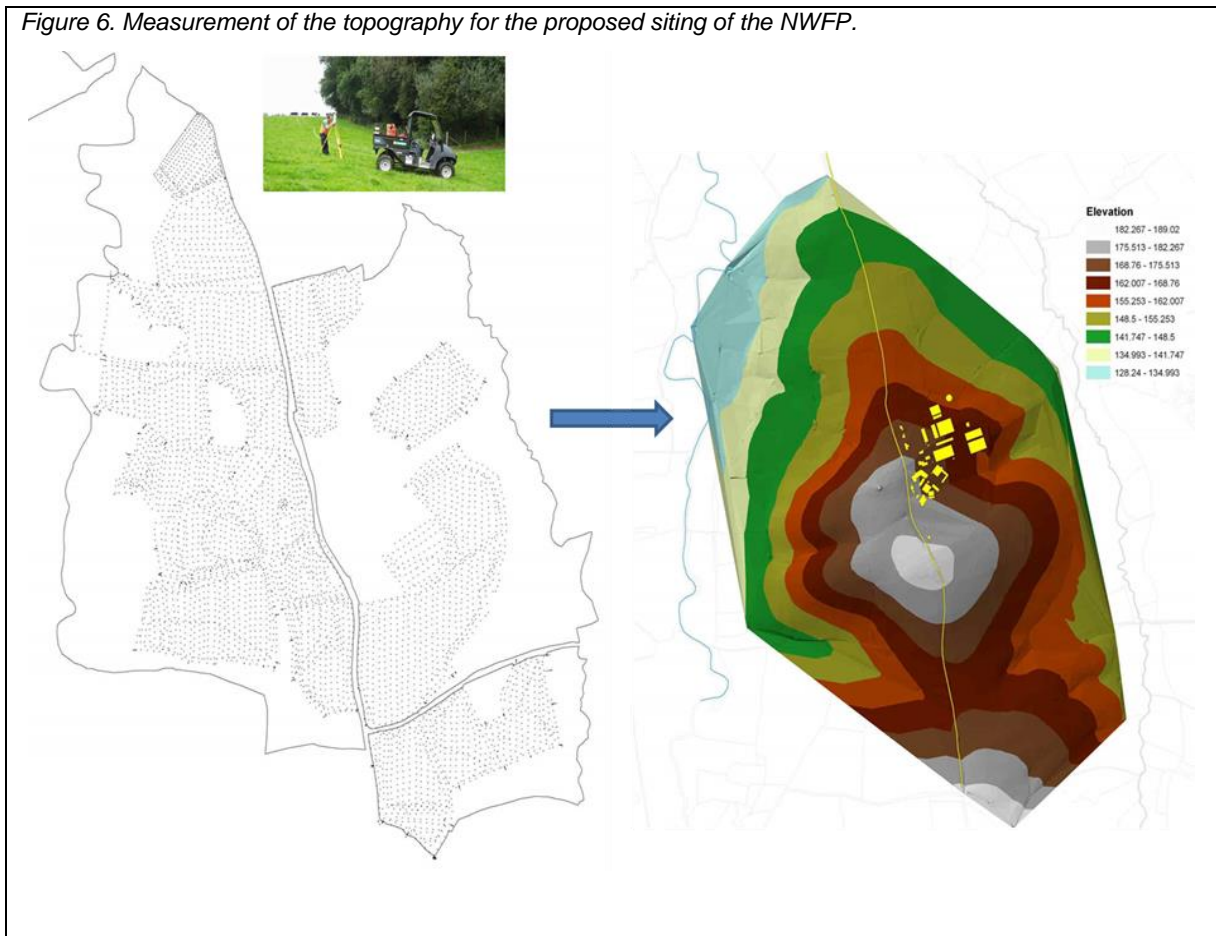 Figure 6. Measurement of the topography for the proposed siting of the NWFP.
Elevation
182.267 - 189.02
175.513 - 182.267
168.76 - 175.513
162.007 - 168.76
155.253 - 162.007
148.5 - 155.253
141.747 - 148.5
134.993 - 141.747
128.24 - 134.993